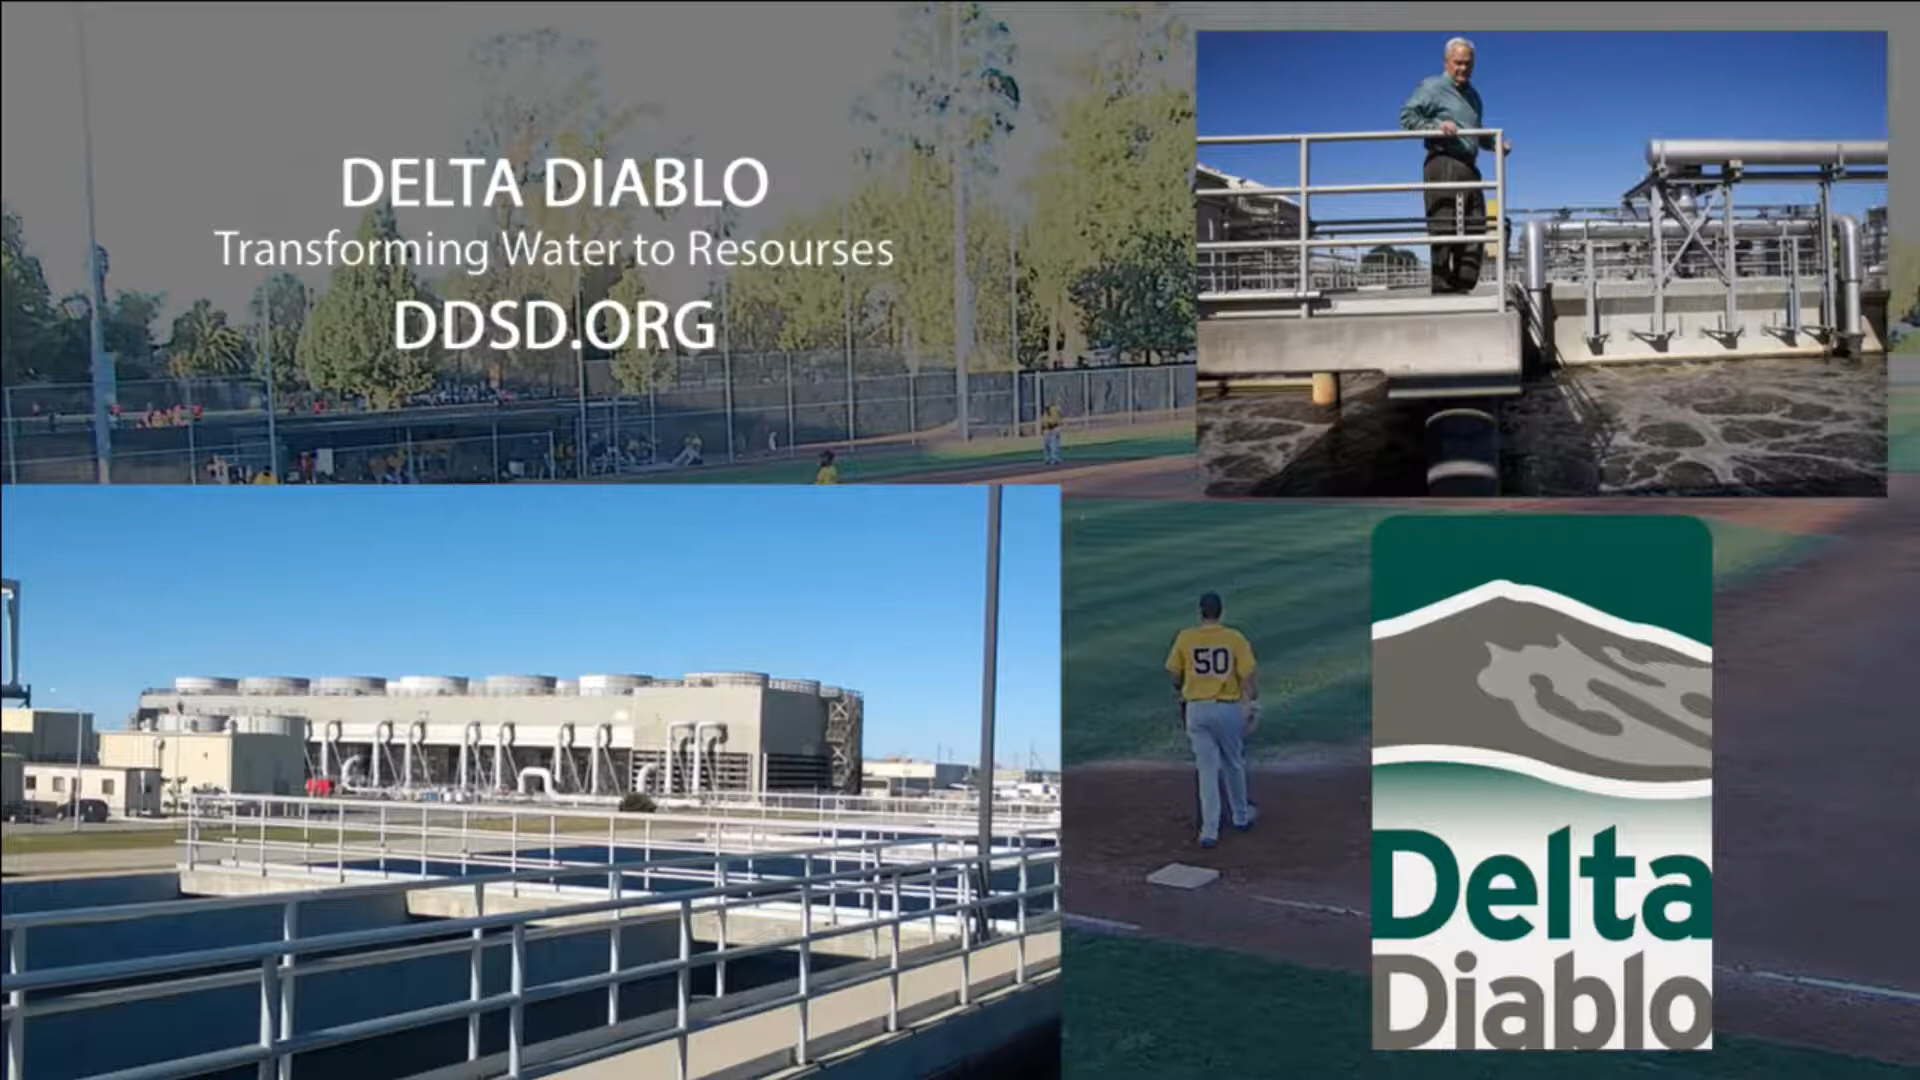 DELTA DIABLO
Transforming Water to Resourses
DDSD.ORG
50
Delta
Diablo